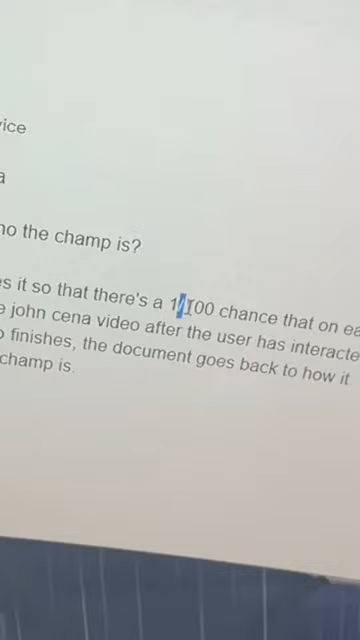 vice
a
ho the champ is?
es it so that there's a 1/100 chance that on ea
e john cena video after the user has interacte
o finishes, the document goes back to how it
champ is.